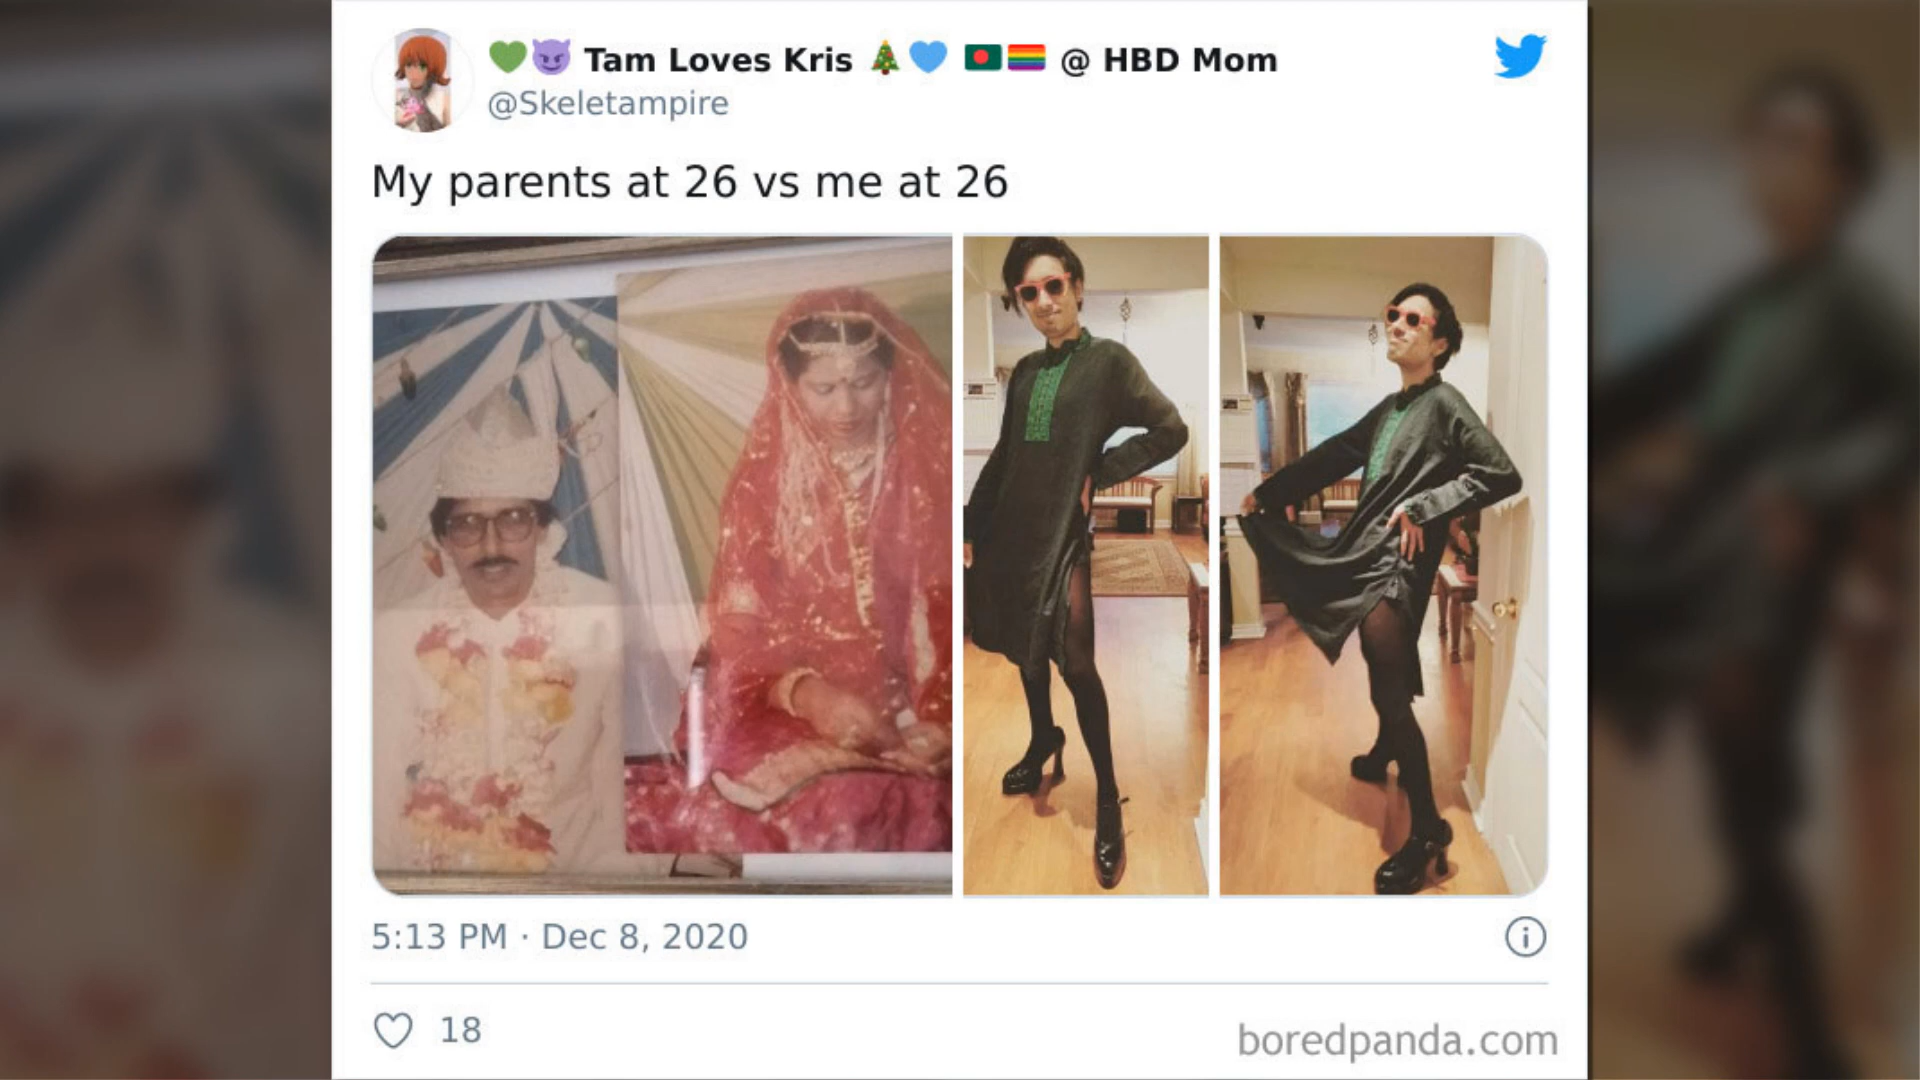 💚😈 Tam Loves Kris 🎄💙 🇧🇩🏳️‍🌈 @ HBD Mom
@Skeletampire
My parents at 26 vs me at 26
5:13 PM · Dec 8, 2020
18
boredpanda.com